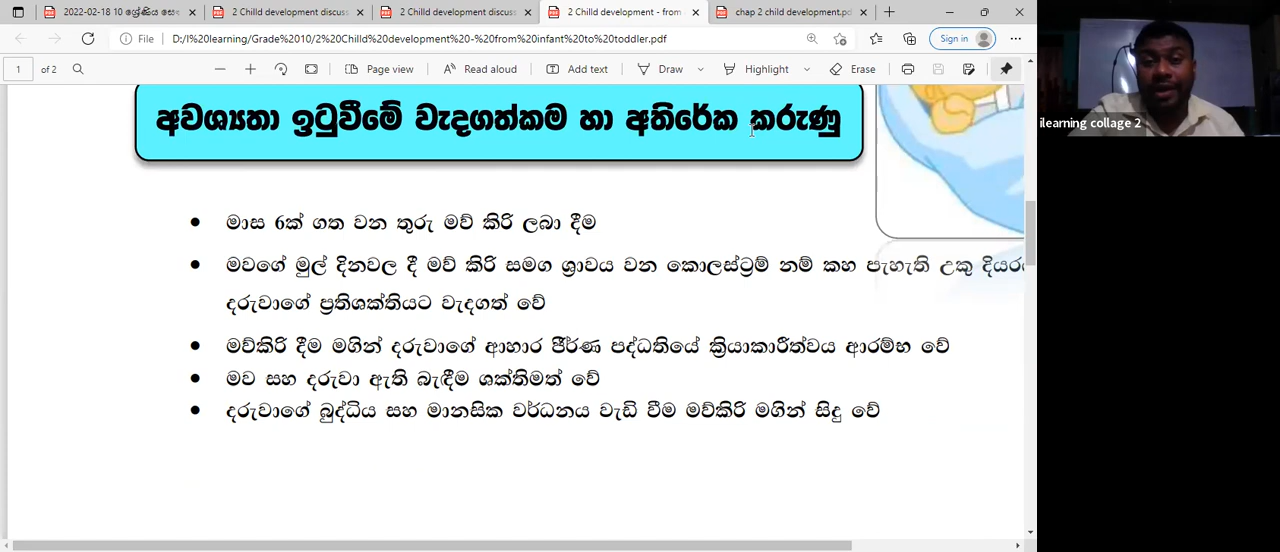 2022-02-18 10 ශ්‍රේණිය සෞ
2 Chilld development discuss
2 Chilld development discuss
2 Chilld development - from
chap 2 child development.pd
File D:/I%20learning/Grade%2010/2%20Chilld%20development%20-%20from%20infant%20to%20toddler.pdf
Sign in
1 of 2
Page view
Read aloud
Add text
Draw
Highlight
Erase
ilearning collage 2
අවශ්‍යතා ඉටුවීමේ වැදගත්කම හා අතිරේක කරුණු
• මාස 6ක් ගත වන තුරු මව් කිරි ලබා දීම
• මවගේ මුල් දිනවල දී මව් කිරි සමග ශ්‍රාවය වන කොලස්ට්‍රම් නම් කහ පැහැති උකු දියර
දරුවාගේ ප්‍රතිශක්තියට වැදගත් වේ
• මව්කිරි දීම මගින් දරුවාගේ ආහාර ජීර්ණ පද්ධතියේ ක්‍රියාකාරීත්වය ආරම්භ වේ
• මව සහ දරුවා ඇති බැඳීම ශක්තිමත් වේ
• දරුවාගේ බුද්ධිය සහ මානසික වර්ධනය වැඩි වීම මව්කිරි මගින් සිදු වේ